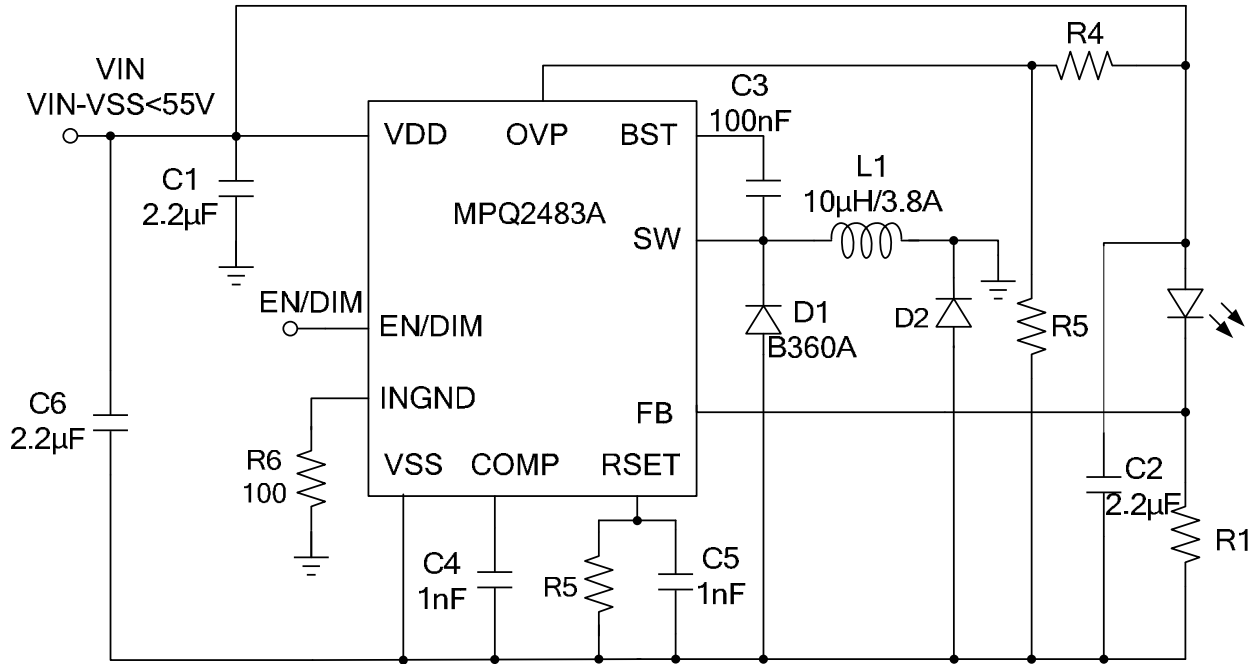 R4
VIN
VIN-VSS<55V
C3
100nF
VDD
OVP
BST
C1
2.2µF
L1
10µH/3.8A
MPQ2483A
SW
EN/DIM
EN/DIM
D1
B360A
D2
R5
INGND
FB
C6
2.2µF
R6
100
VSS
COMP
RSET
C2
2.2µF
R1
C4
1nF
R5
C5
1nF